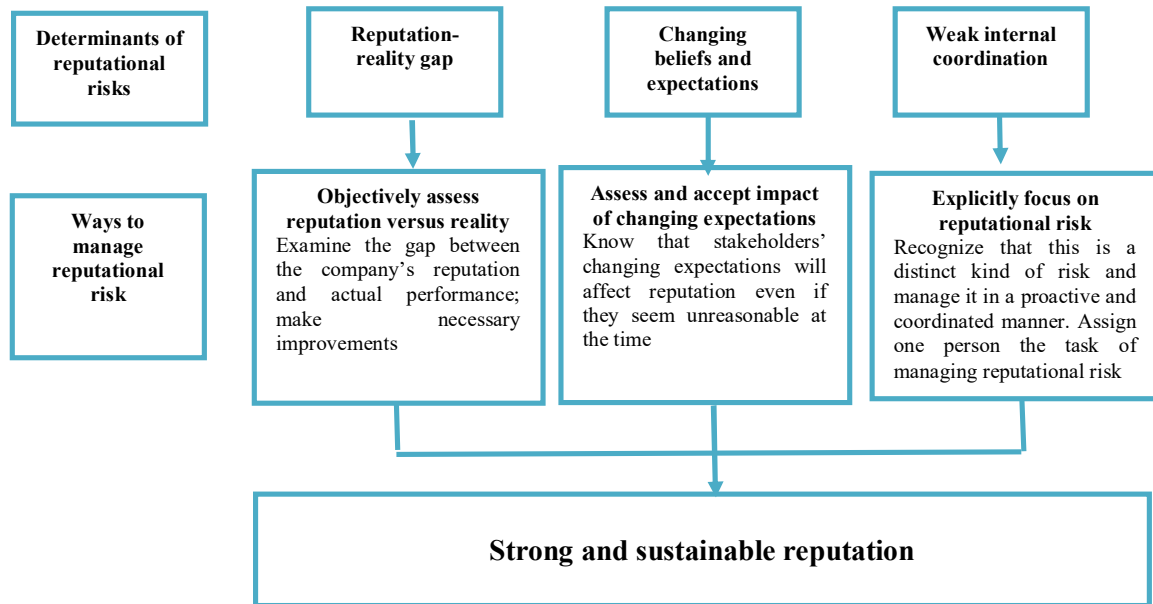 Determinants of
reputational
risks
Reputation-
reality gap
Changing
beliefs and
expectations
Weak internal
coordination
Ways to
manage
reputational
risk
Objectively assess
reputation versus reality
Examine the gap between
the company’s reputation
and actual performance;
make necessary
improvements
Assess and accept impact
of changing expectations
Know that stakeholders’
changing expectations will
affect reputation even if
they seem unreasonable at
the time
Explicitly focus on
reputational risk
Recognize that this is a
distinct kind of risk and
manage it in a proactive and
coordinated manner. Assign
one person the task of
managing reputational risk
Strong and sustainable reputation